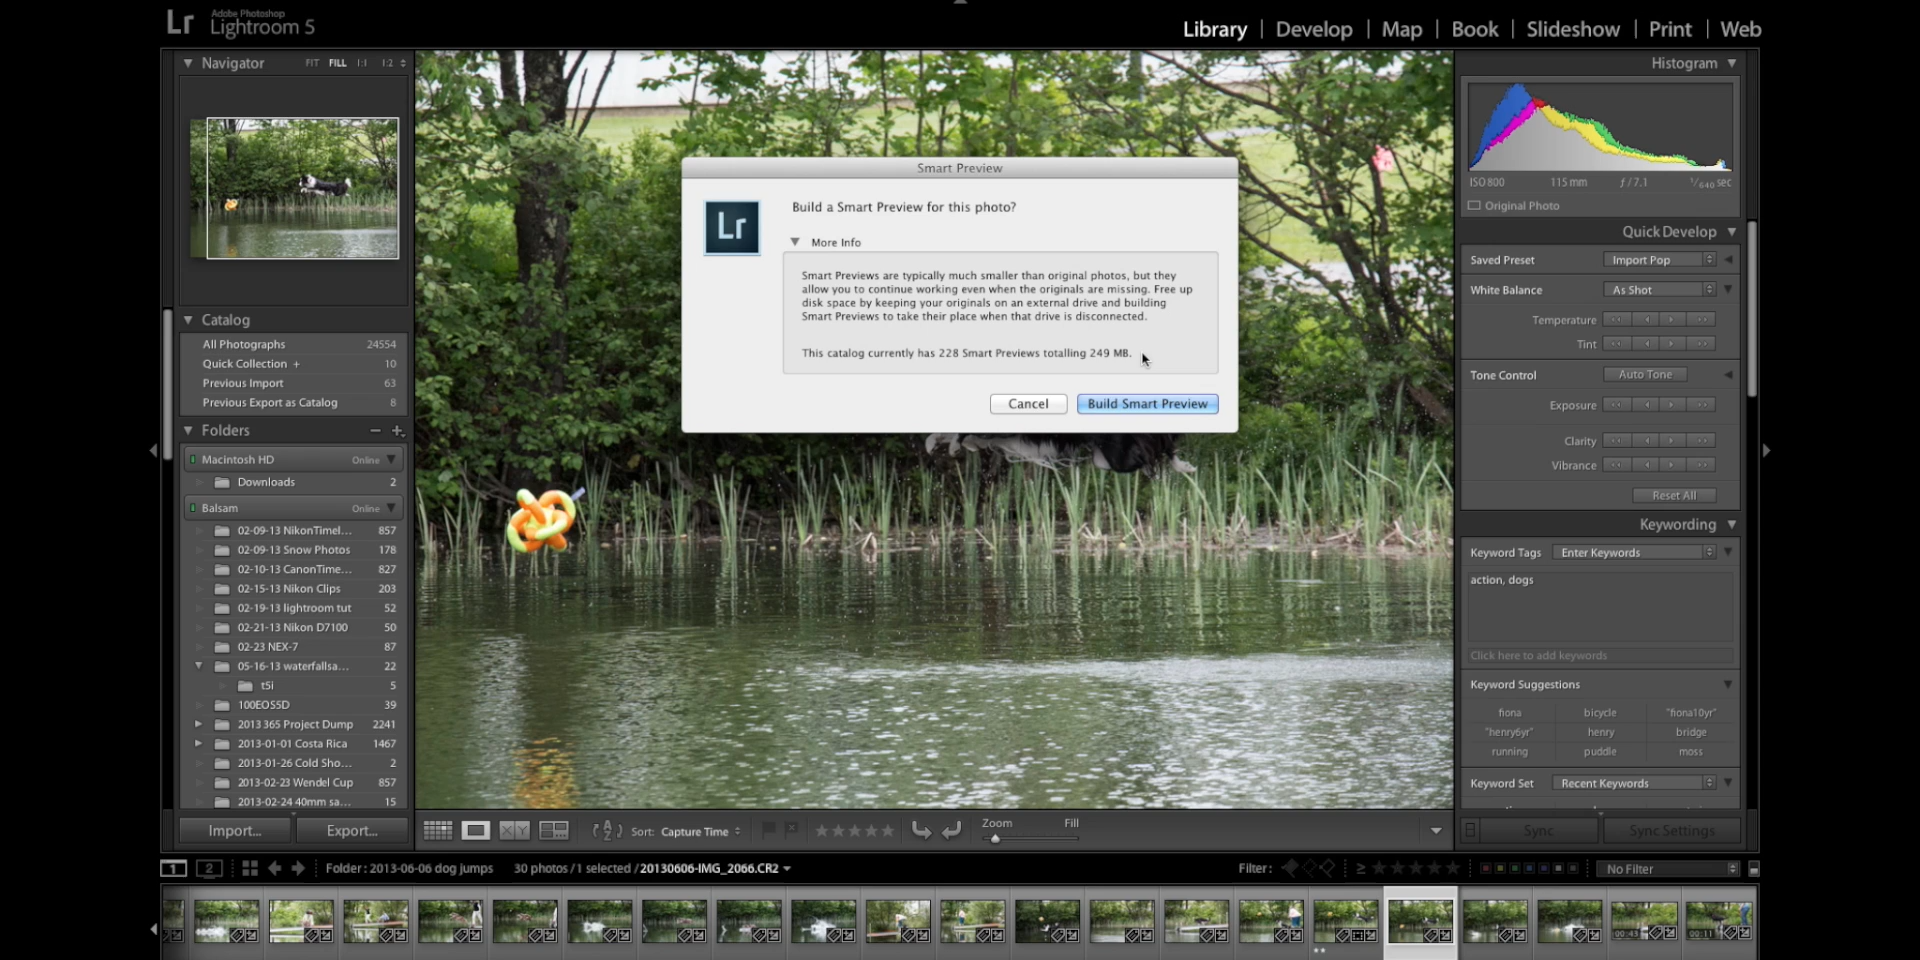 Lr Adobe Photoshop
Lightroom 5
Library | Develop | Map | Book | Slideshow | Print | Web
Navigator FIT FILL 1:1 1:2
Histogram
ISO 800 115 mm ƒ / 7.1 1/640 sec
Original Photo
Smart Preview
Lr
Build a Smart Preview for this photo?
More Info
Smart Previews are typically much smaller than original photos, but they
allow you to continue working even when the originals are missing. Free up
disk space by keeping your originals on an external drive and building
Smart Previews to take their place when that drive is disconnected.
This catalog currently has 228 Smart Previews totalling 249 MB.
Cancel Build Smart Preview
Catalog
All Photographs 24554
Quick Collection + 10
Previous Import 63
Previous Export as Catalog 8
Folders
Macintosh HD Online
Downloads 2
Balsam Online
02-09-13 NikonTimel... 857
02-09-13 Snow Photos 178
02-10-13 CanonTime... 827
02-15-13 Nikon Clips 203
02-19-13 lightroom tut 52
02-21-13 Nikon D7100 50
02-23 NEX-7 87
05-16-13 waterfallsa... 22
t5i 5
100EOS5D 39
2013 365 Project Dump 2241
2013-01-01 Costa Rica 1467
2013-01-26 Cold Sho... 2
2013-02-23 Wendel Cup 857
2013-02-24 40mm sa... 15
Import... Export...
Quick Develop
Saved Preset Import Pop
White Balance As Shot
Temperature
Tint
Tone Control Auto Tone
Exposure
Clarity
Vibrance
Reset All
Keywording
Keyword Tags Enter Keywords
action, dogs
Click here to add keywords
Keyword Suggestions
fiona bicycle "fiona10yr"
"henry6yr" henry bridge
running puddle moss
Keyword Set Recent Keywords
Sync Sync Settings
XY A Z Sort: Capture Time Zoom Fill
1 2 Folder : 2013-06-06 dog jumps 30 photos / 1 selected / 20130606-IMG_2066.CR2 Filter : No Filter
00:43 00:11